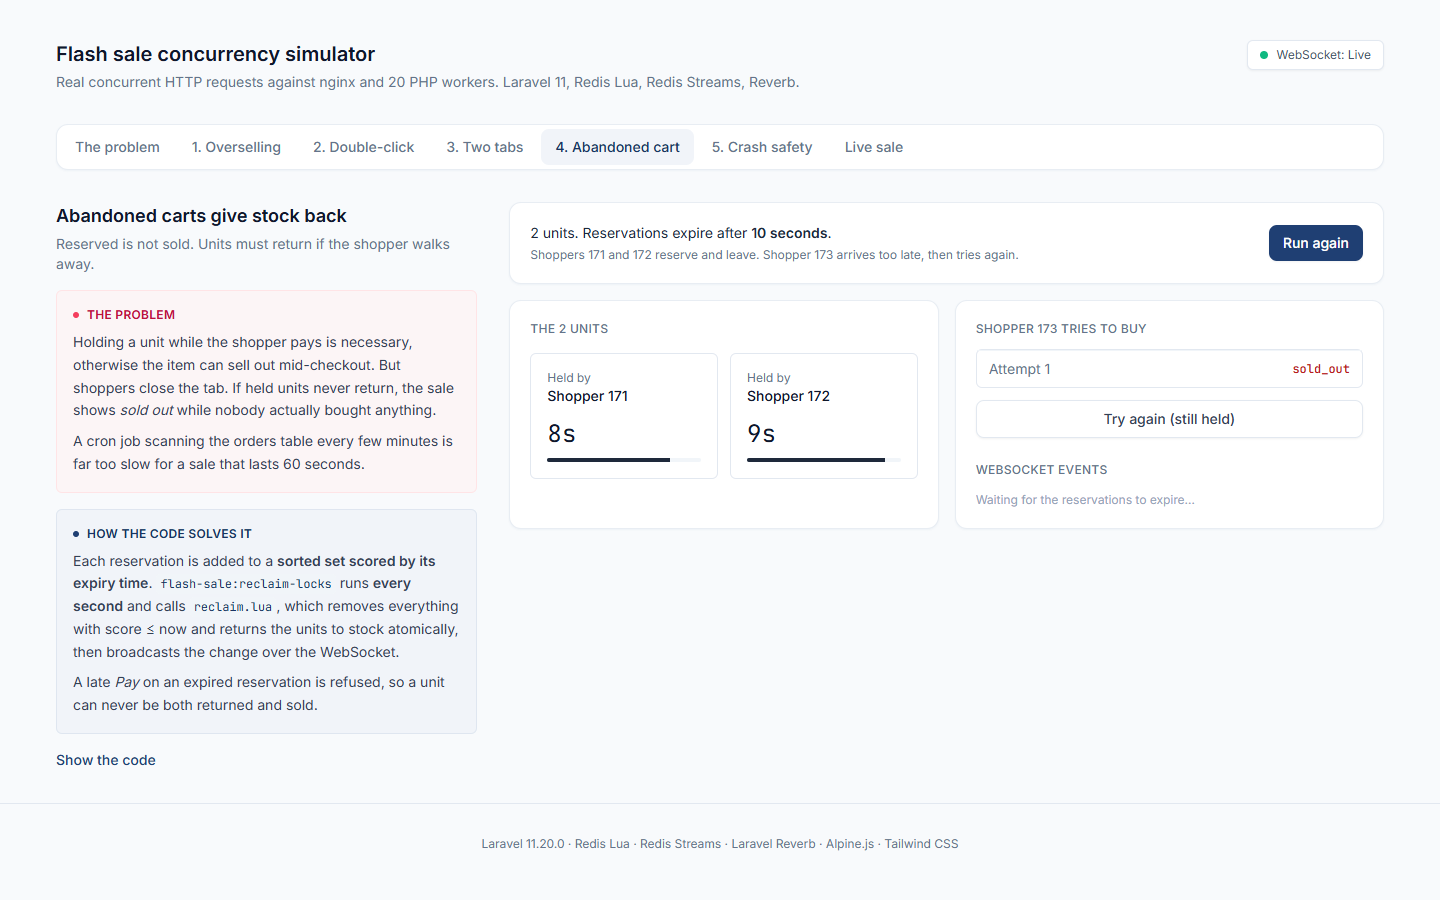 Flash sale concurrency simulator
WebSocket: Live
Real concurrent HTTP requests against nginx and 20 PHP workers. Laravel 11, Redis Lua, Redis Streams, Reverb.
The problem 1. Overselling 2. Double-click 3. Two tabs 4. Abandoned cart 5. Crash safety Live sale
Abandoned carts give stock back
Reserved is not sold. Units must return if the shopper walks
away.
THE PROBLEM
Holding a unit while the shopper pays is necessary,
otherwise the item can sell out mid-checkout. But
shoppers close the tab. If held units never return, the sale
shows sold out while nobody actually bought anything.
A cron job scanning the orders table every few minutes is
far too slow for a sale that lasts 60 seconds.
HOW THE CODE SOLVES IT
Each reservation is added to a sorted set scored by its
expiry time. flash-sale:reclaim-locks runs every
second and calls reclaim.lua , which removes everything
with score ≤ now and returns the units to stock atomically,
then broadcasts the change over the WebSocket.
A late Pay on an expired reservation is refused, so a unit
can never be both returned and sold.
Show the code
2 units. Reservations expire after 10 seconds.
Shoppers 171 and 172 reserve and leave. Shopper 173 arrives too late, then tries again.
Run again
THE 2 UNITS
Held by
Shopper 171
8s
Held by
Shopper 172
9s
SHOPPER 173 TRIES TO BUY
Attempt 1 sold_out
Try again (still held)
WEBSOCKET EVENTS
Waiting for the reservations to expire...
Laravel 11.20.0 · Redis Lua · Redis Streams · Laravel Reverb · Alpine.js · Tailwind CSS